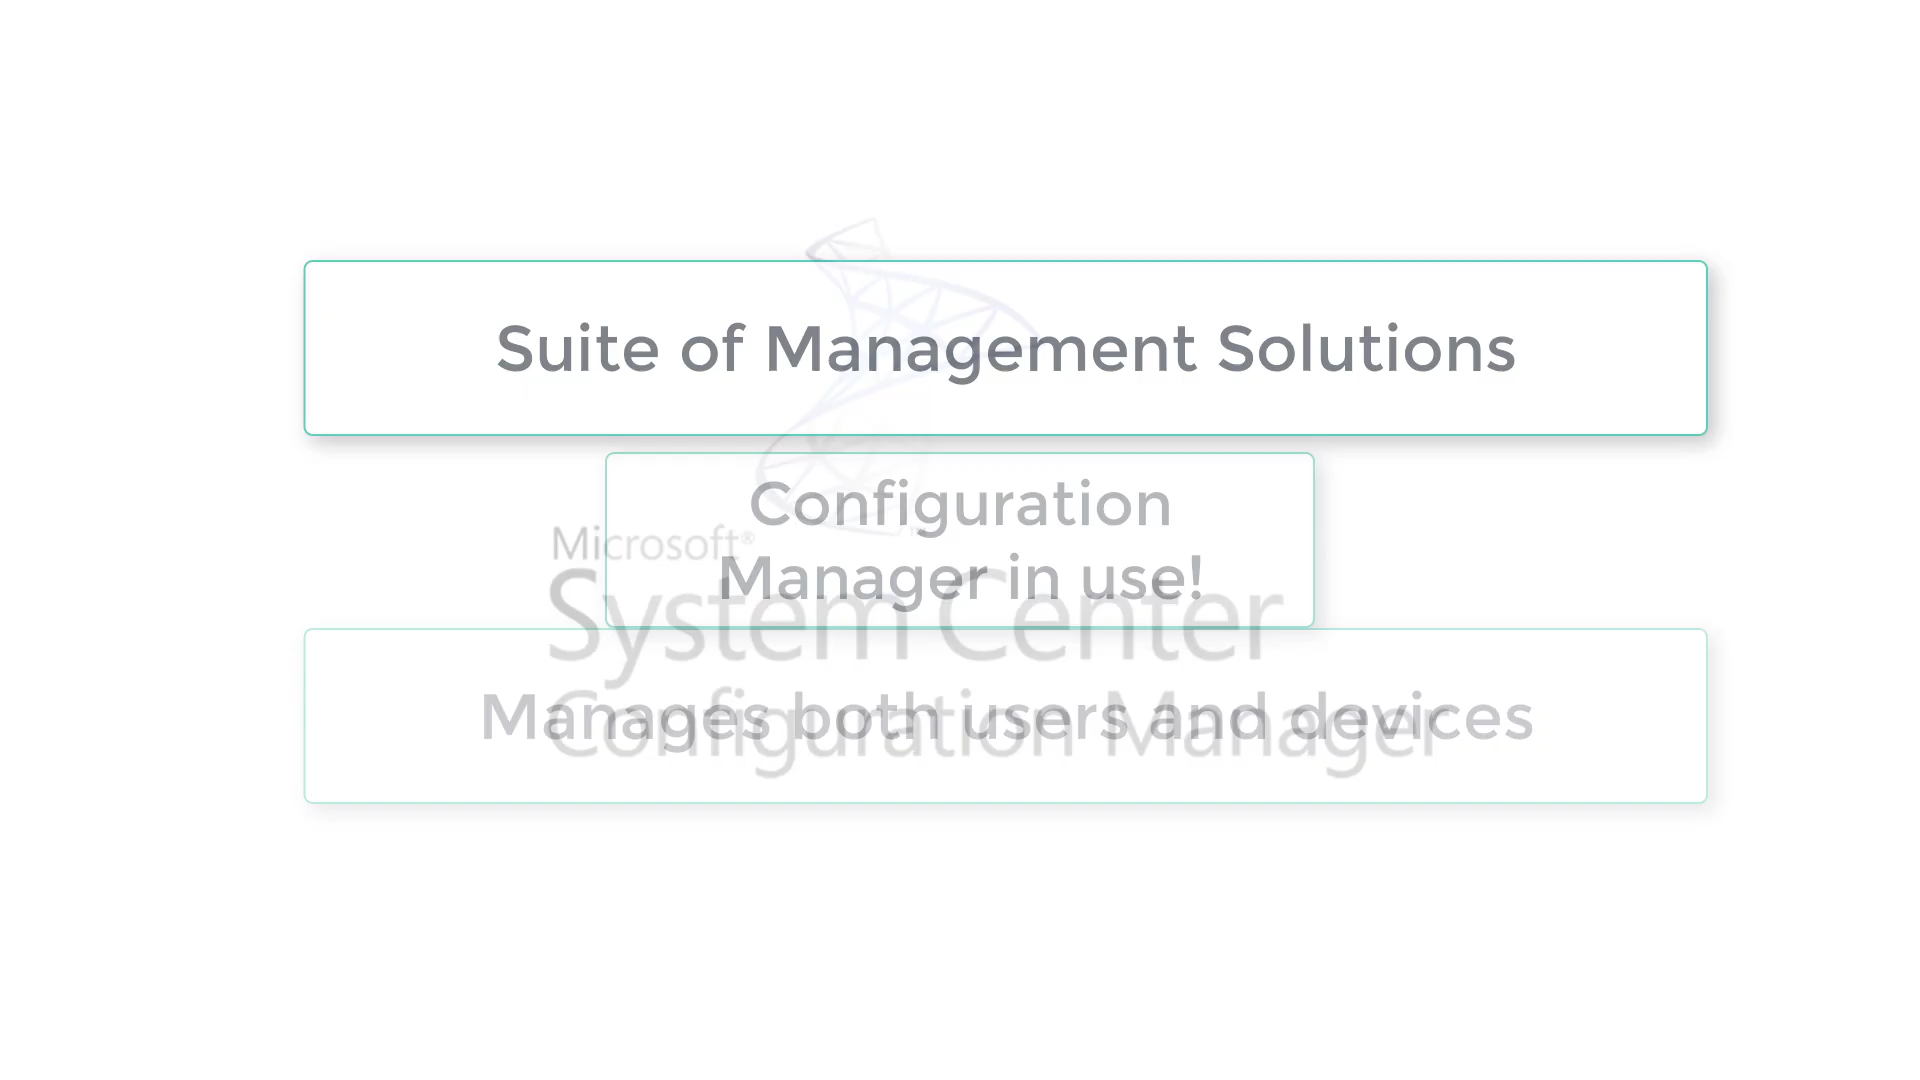 Suite of Management Solutions
Configuration
Manager in use!
Microsoft®
System Center
Configuration Manager
Manages both users and devices